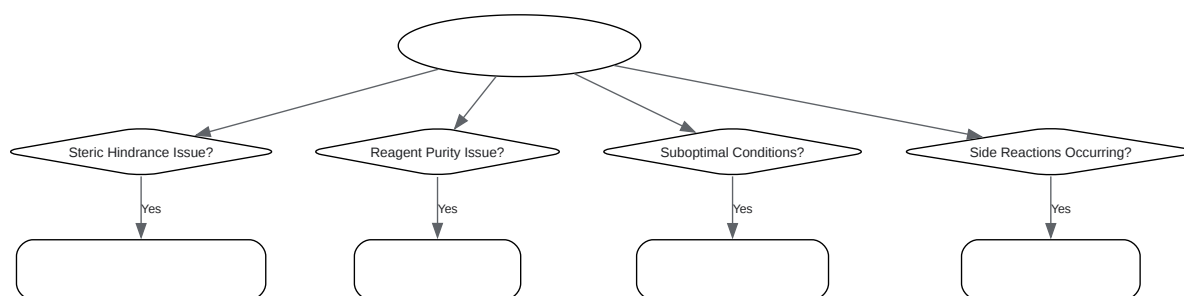 Steric Hindrance Issue?
Reagent Purity Issue?
Suboptimal Conditions?
Side Reactions Occurring?
Yes
Yes
Yes
Yes